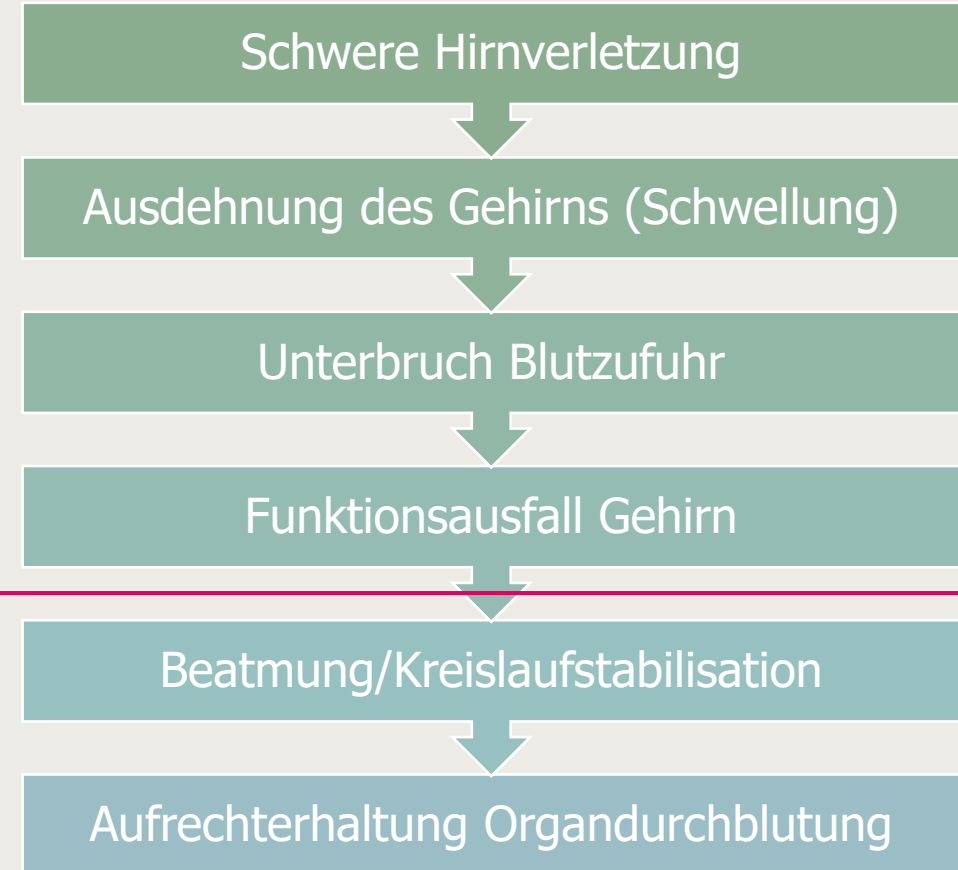 Schwere Hirnverletzung
Ausdehnung des Gehirns (Schwellung)
Unterbruch Blutzufuhr
Funktionsausfall Gehirn
Beatmung/Kreislaufstabilisation
Aufrechterhaltung Organdurchblutung